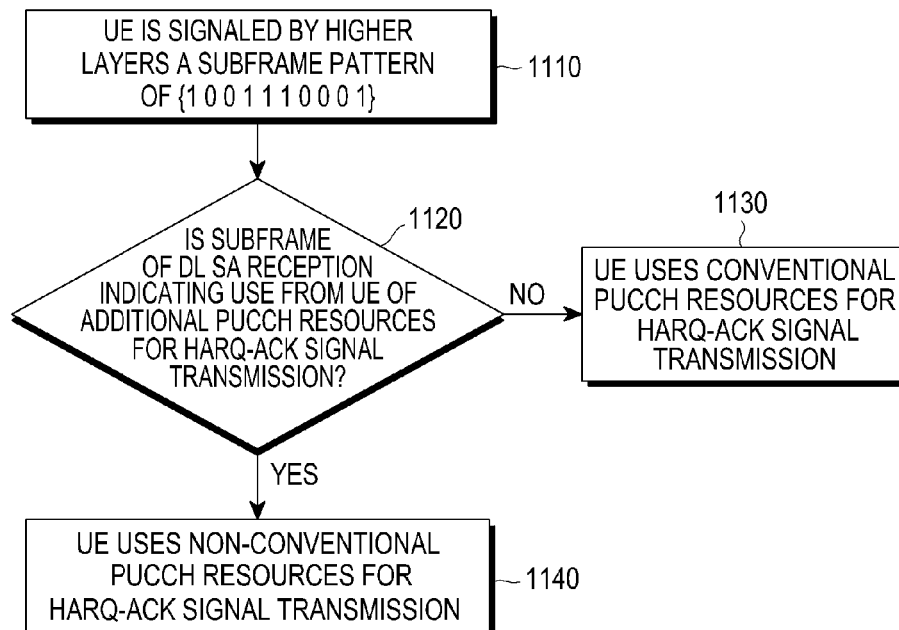 UE IS SIGNALED BY HIGHER
LAYERS A SUBFRAME PATTERN
OF {1 0 0 1 1 1 0 0 0 1}
1110
1120
IS SUBFRAME
OF DL SA RECEPTION
INDICATING USE FROM UE OF
ADDITIONAL PUCCH RESOURCES
FOR HARQ-ACK SIGNAL
TRANSMISSION?
NO
1130
UE USES CONVENTIONAL
PUCCH RESOURCES FOR
HARQ-ACK SIGNAL
TRANSMISSION
YES
UE USES NON-CONVENTIONAL
PUCCH RESOURCES FOR
HARQ-ACK SIGNAL TRANSMISSION
1140